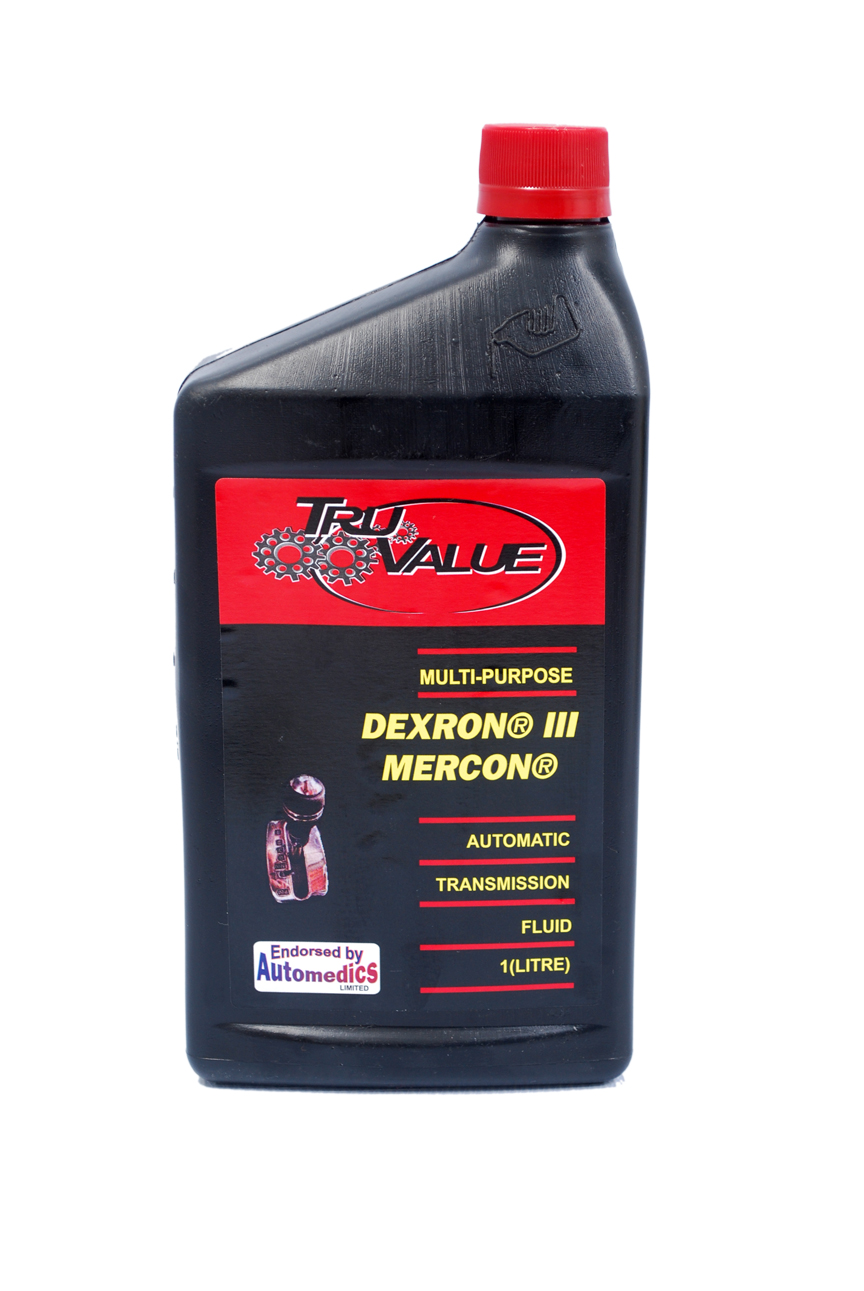 TRU
VALUE
MULTI-PURPOSE
DEXRON® III
MERCON®
AUTOMATIC
TRANSMISSION
FLUID
1(LITRE)
Endorsed by
Automedics
LIMITED